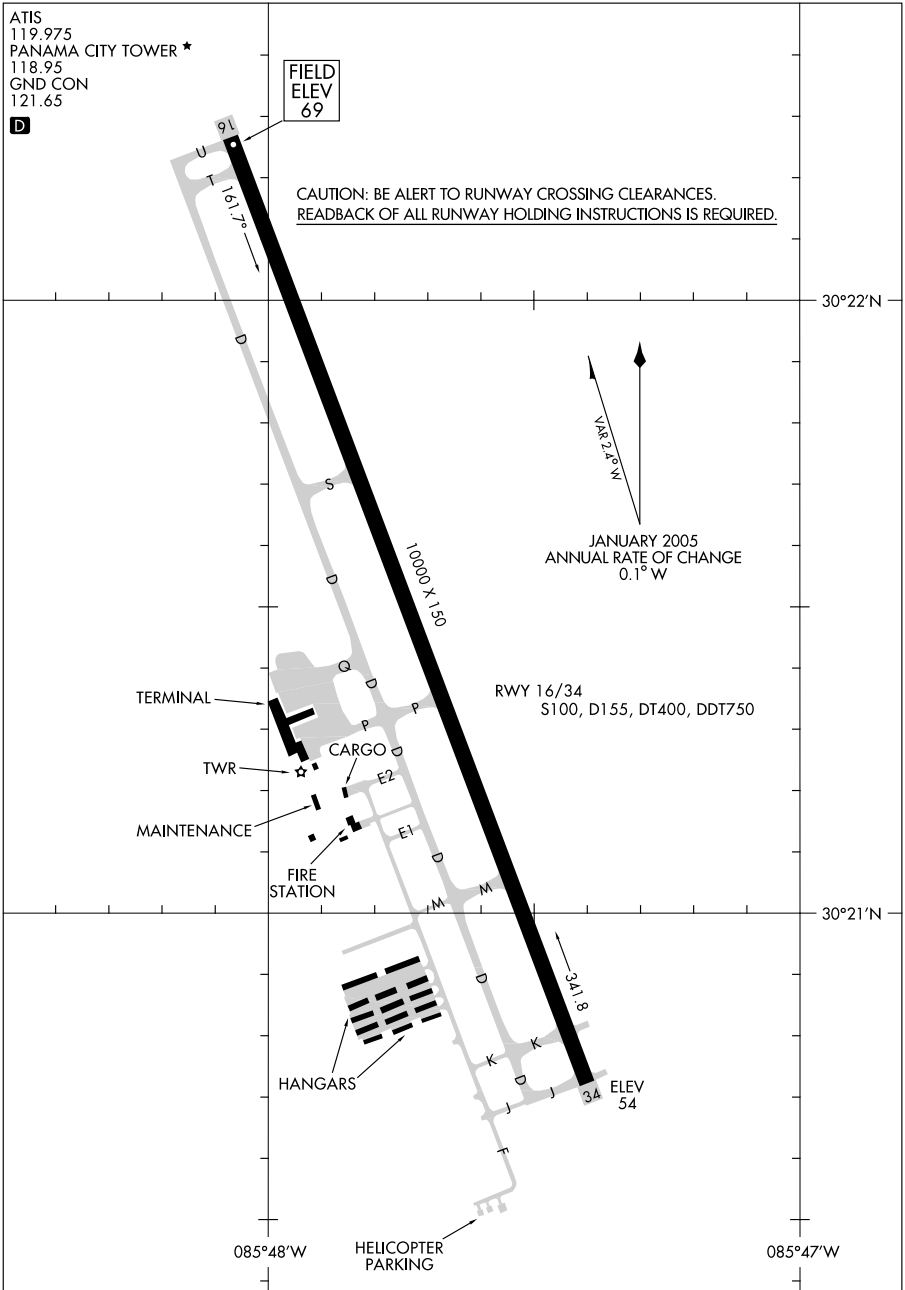 ATIS
119.975
PANAMA CITY TOWER ★
118.95
GND CON
121.65
D
FIELD
ELEV
69
16
U
T
161.7°
CAUTION: BE ALERT TO RUNWAY CROSSING CLEARANCES.
READBACK OF ALL RUNWAY HOLDING INSTRUCTIONS IS REQUIRED.
30°22'N
D
VAR 2.4° W
S
JANUARY 2005
ANNUAL RATE OF CHANGE
0.1° W
D
10000 X 150
Q
D
RWY 16/34
S100, D155, DT400, DDT750
TERMINAL
P
P
D
CARGO
TWR
E2
MAINTENANCE
E1
FIRE
STATION
D
M
M
30°21'N
D
341.8
K
K
HANGARS
D
J
J
34
ELEV
54
F
085°48'W
HELICOPTER
PARKING
085°47'W